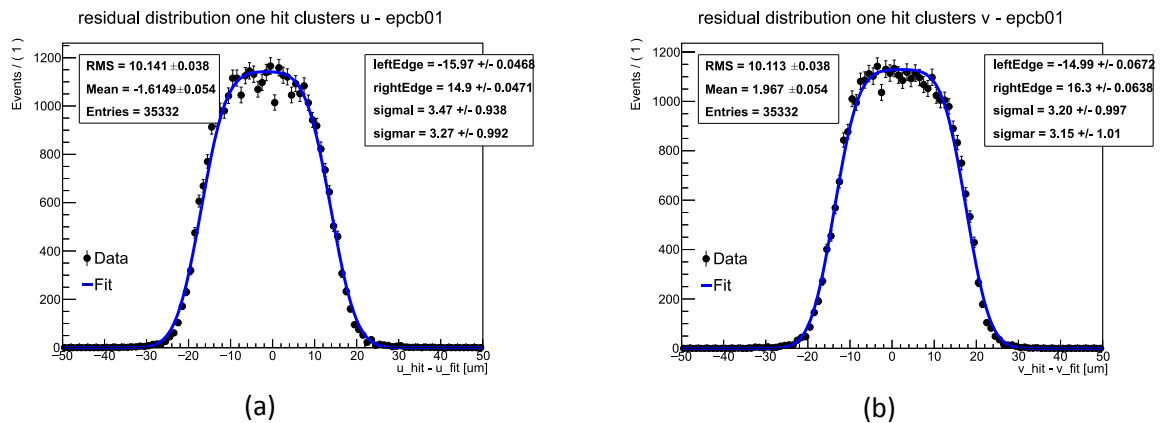 residual distribution one hit clusters u - epcb01
Events / ( 1 )
1200
1000
800
600
400
200
0
RMS = 10.141 ±0.038
Mean = -1.6149±0.054
Entries = 35332
leftEdge = -15.97 +/- 0.0468
rightEdge = 14.9 +/- 0.0471
sigmal = 3.47 +/- 0.938
sigmar = 3.27 +/- 0.992
Data
Fit
−50 −40 −30 −20 −10 0 10 20 30 40 50
u_hit - u_fit [um]
(a)
residual distribution one hit clusters v - epcb01
Events / ( 1 )
1200
1000
800
600
400
200
0
RMS = 10.113 ±0.038
Mean = 1.967 ±0.054
Entries = 35332
leftEdge = -14.99 +/- 0.0672
rightEdge = 16.3 +/- 0.0638
sigmal = 3.20 +/- 0.997
sigmar = 3.15 +/- 1.01
Data
Fit
−50 −40 −30 −20 −10 0 10 20 30 40 50
v_hit - v_fit [um]
(b)